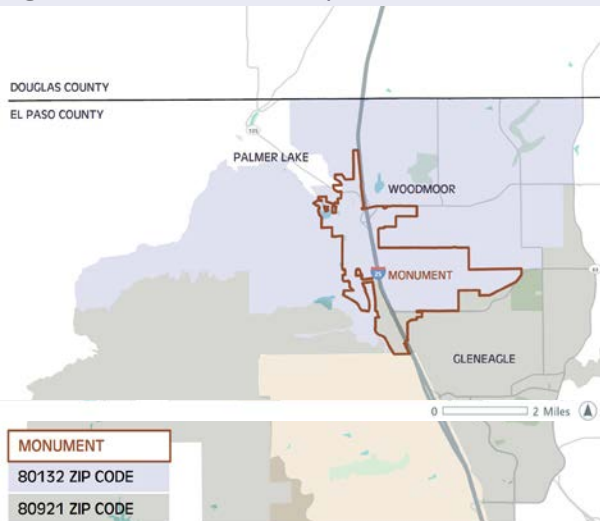 DOUGLAS COUNTY
EL PASO COUNTY
105
PALMER LAKE
WOODMOOR
MONUMENT
GLENEAGLE
0 2 Miles
MONUMENT
80132 ZIP CODE
80921 ZIP CODE